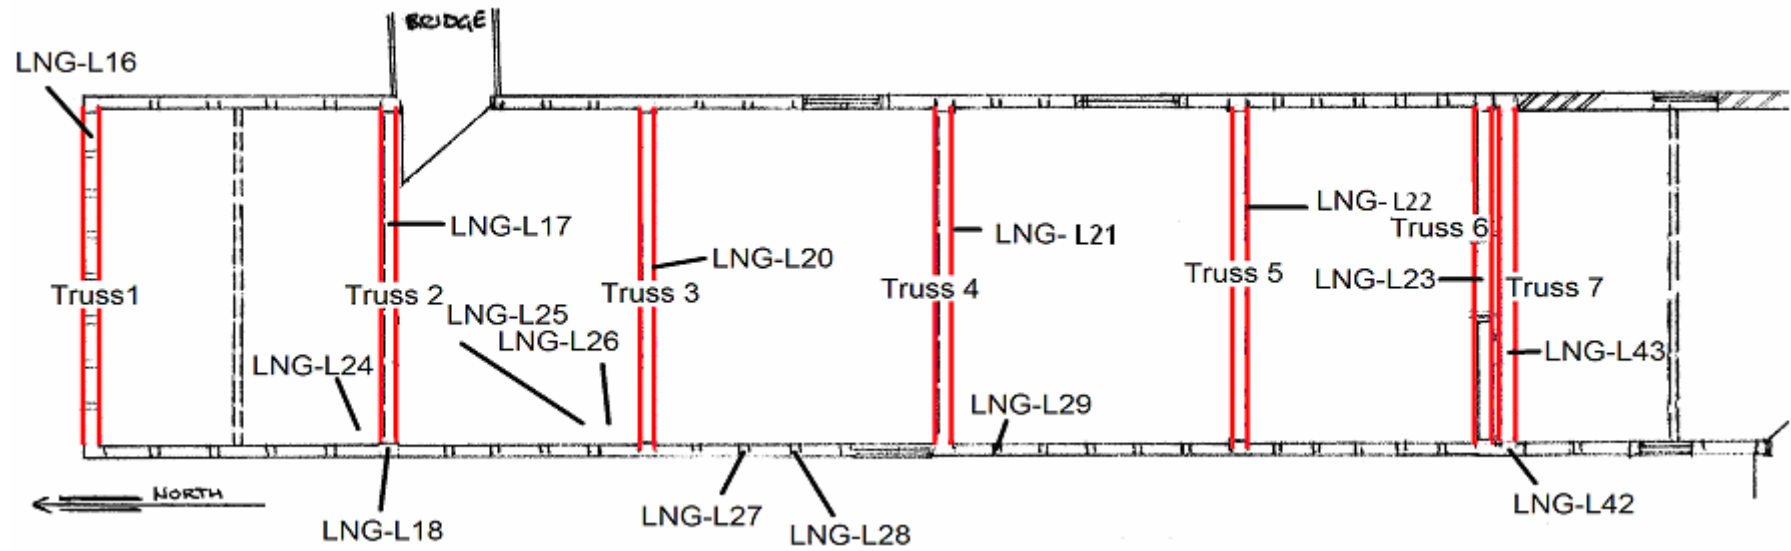 BRIDGE
LNG-L16
LNG-L17
LNG-L22
LNG- L21
Truss 6
LNG-L20
Truss 5
LNG-L23
Truss1
Truss 2
Truss 3
Truss 4
Truss 7
LNG-L25
LNG-L26
LNG-L43
LNG-L24
LNG-L29
NORTH
LNG-L18
LNG-L27
LNG-L28
LNG-L42